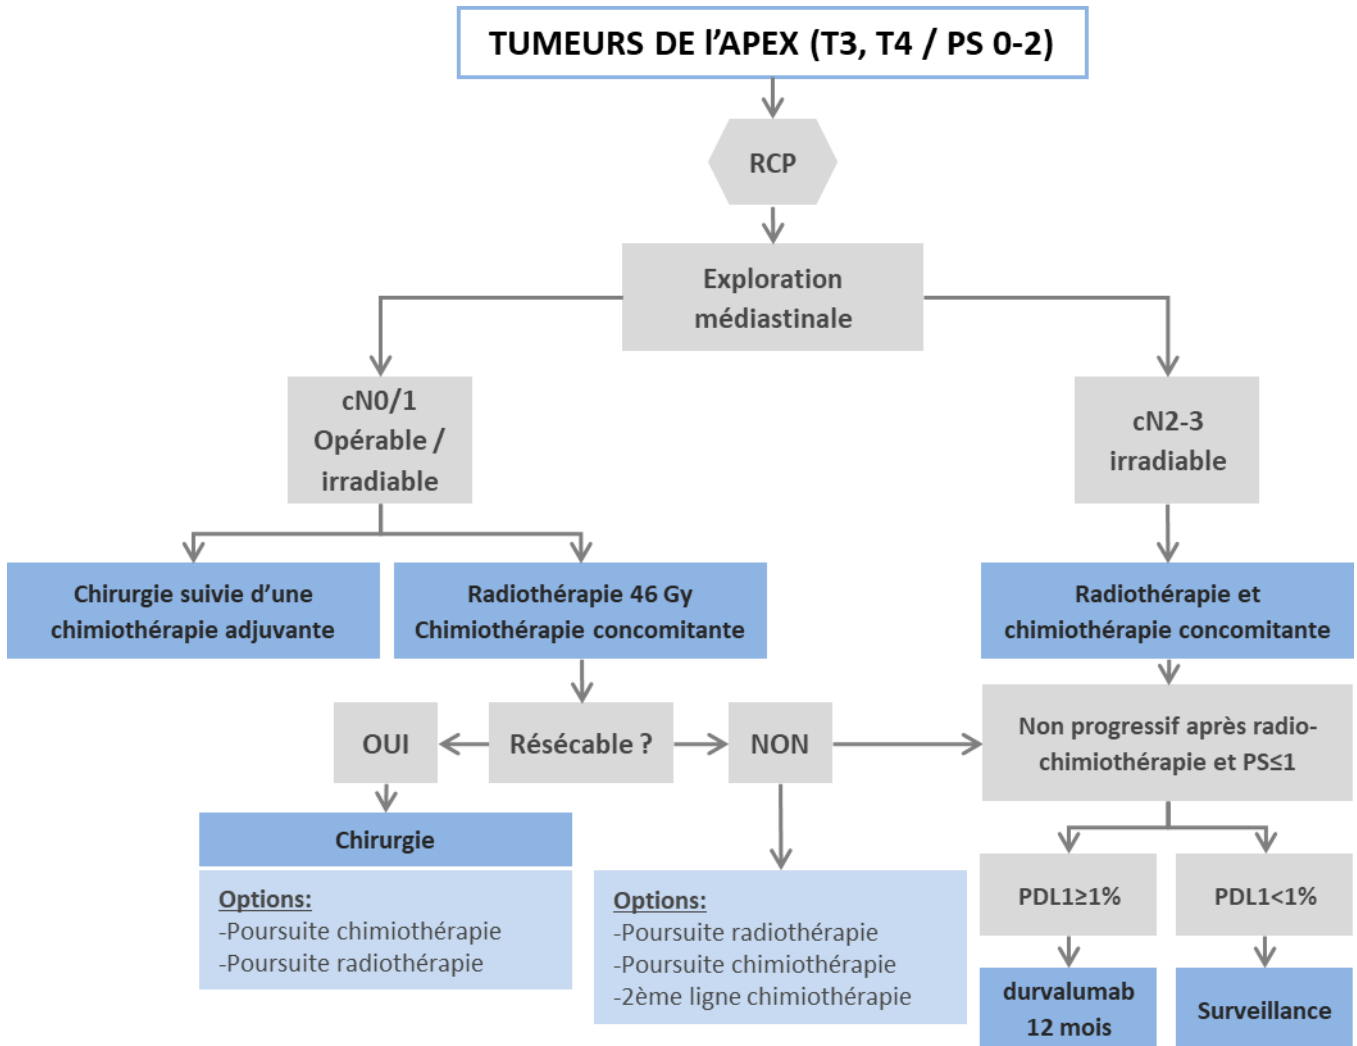 TUMEURS DE l'APEX (T3, T4 / PS 0-2)
RCP
Exploration
médiastinale
cN0/1
Opérable /
irradiable
cN2-3
irradiable
Chirurgie suivie d'une
chimiothérapie adjuvante
Radiothérapie 46 Gy
Chimiothérapie concomitante
Radiothérapie et
chimiothérapie concomitante
OUI
Résécable ?
NON
Non progressif après radio-
chimiothérapie et PS≤1
Chirurgie
Options:
-Poursuite chimiothérapie
-Poursuite radiothérapie
Options:
-Poursuite radiothérapie
-Poursuite chimiothérapie
-2ème ligne chimiothérapie
PDL1≥1%
PDL1<1%
durvalumab
12 mois
Surveillance